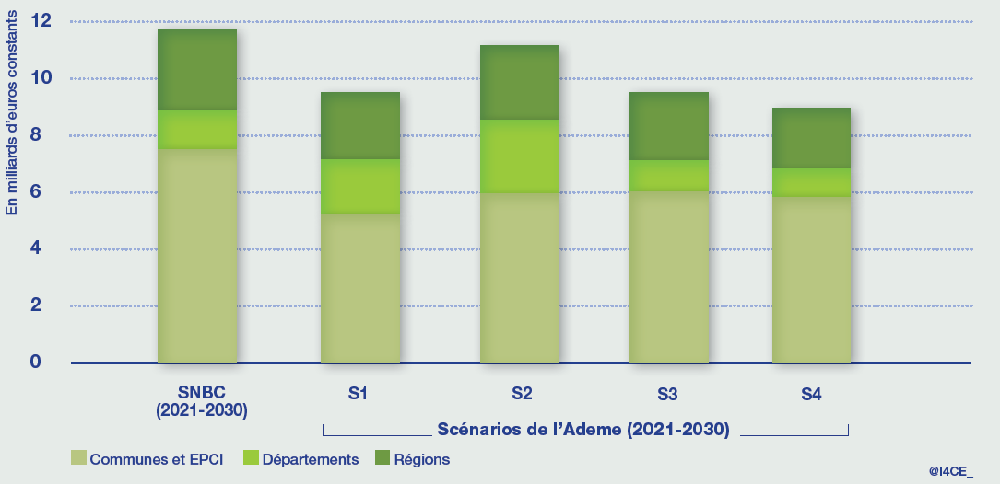 En milliards d'euros constants
12
10
8
6
4
2
0
SNBC
(2021-2030)
S1
S2
S3
S4
Scénarios de l'Ademe (2021-2030)
Communes et EPCI
Départements
Régions
@I4CE_